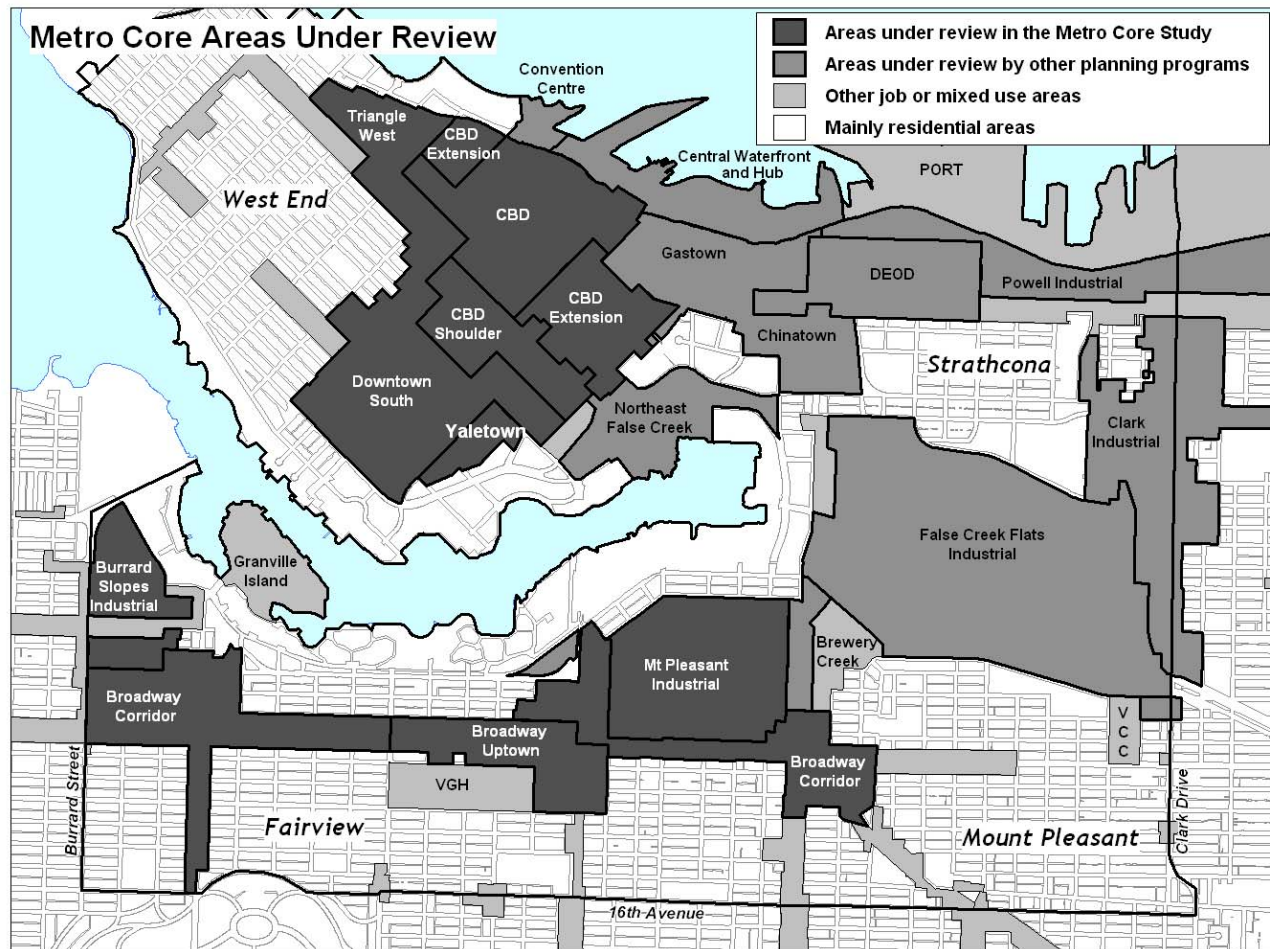 Metro Core Areas Under Review
Areas under review in the Metro Core Study
Areas under review by other planning programs
Other job or mixed use areas
Mainly residential areas
Convention
Centre
Triangle
West
CBD
Extension
Central Waterfront
and Hub
PORT
West End
CBD
Gastown
DEOD
Powell Industrial
CBD
Extension
CBD
Shoulder
Chinatown
Strathcona
Downtown
South
Yaletown
Northeast
False Creek
Clark
Industrial
False Creek Flats
Industrial
Burrard
Slopes
Industrial
Granville
Island
Brewery
Creek
Mt Pleasant
Industrial
Broadway
Corridor
Broadway
Uptown
Broadway
Corridor
V
C
C
VGH
Burrard Street
Fairview
Mount Pleasant
Clark Drive
16th Avenue